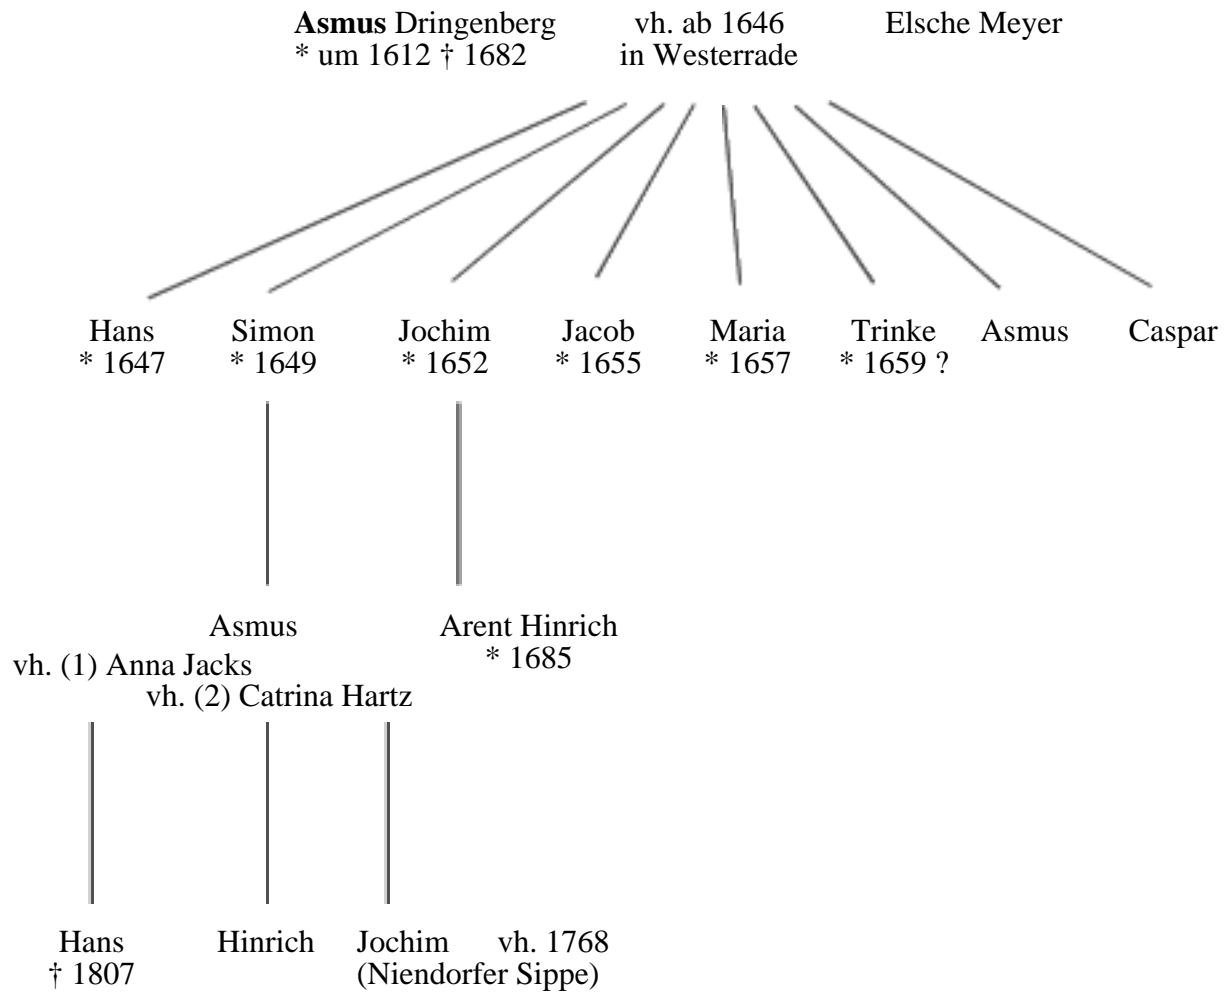 Asmus Dringenberg vh. ab 1646 Elsche Meyer
* um 1612 † 1682 in Westerrade
Hans Simon Jochim Jacob Maria Trinke Asmus Caspar
* 1647 * 1649 * 1652 * 1655 * 1657 * 1659 ?
Asmus Arent Hinrich
* 1685
vh. (1) Anna Jacks
vh. (2) Catrina Hartz
Hans Hinrich Jochim vh. 1768
† 1807 (Niendorfer Sippe)